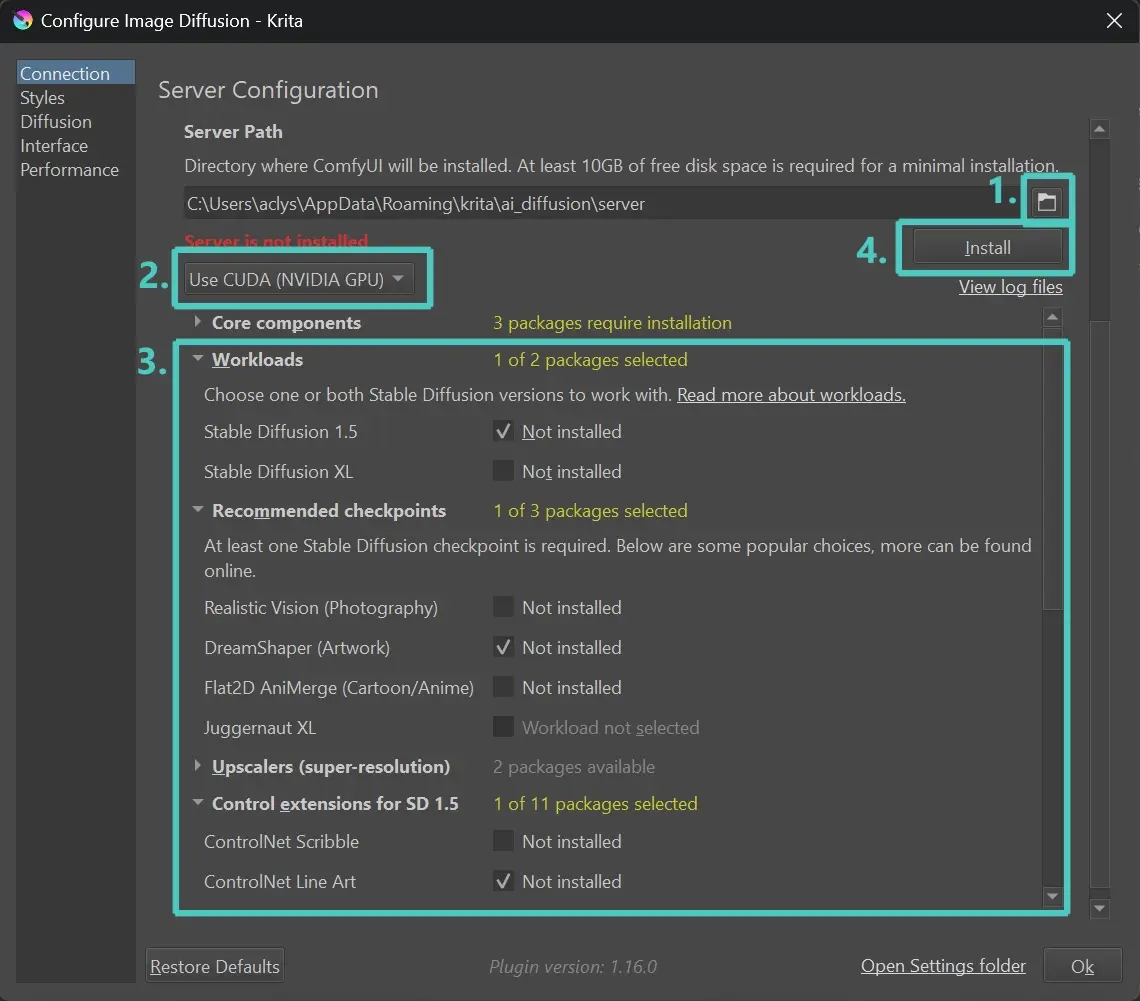 Configure Image Diffusion - Krita
Connection
Styles
Diffusion
Interface
Performance
Server Configuration
Server Path
Directory where ComfyUI will be installed. At least 10GB of free disk space is required for a minimal installation.
1.
C:\Users\aclys\AppData\Roaming\krita\ai_diffusion\server
Server is not installed
4. Install
2. Use CUDA (NVIDIA GPU)
View log files
Core components 3 packages require installation
3. Workloads 1 of 2 packages selected
Choose one or both Stable Diffusion versions to work with. Read more about workloads.
Stable Diffusion 1.5 Not installed
Stable Diffusion XL Not installed
Recommended checkpoints 1 of 3 packages selected
At least one Stable Diffusion checkpoint is required. Below are some popular choices, more can be found
online.
Realistic Vision (Photography) Not installed
DreamShaper (Artwork) Not installed
Flat2D AniMerge (Cartoon/Anime) Not installed
Juggernaut XL Workload not selected
Upscalers (super-resolution) 2 packages available
Control extensions for SD 1.5 1 of 11 packages selected
ControlNet Scribble Not installed
ControlNet Line Art Not installed
Restore Defaults Plugin version: 1.16.0 Open Settings folder Ok